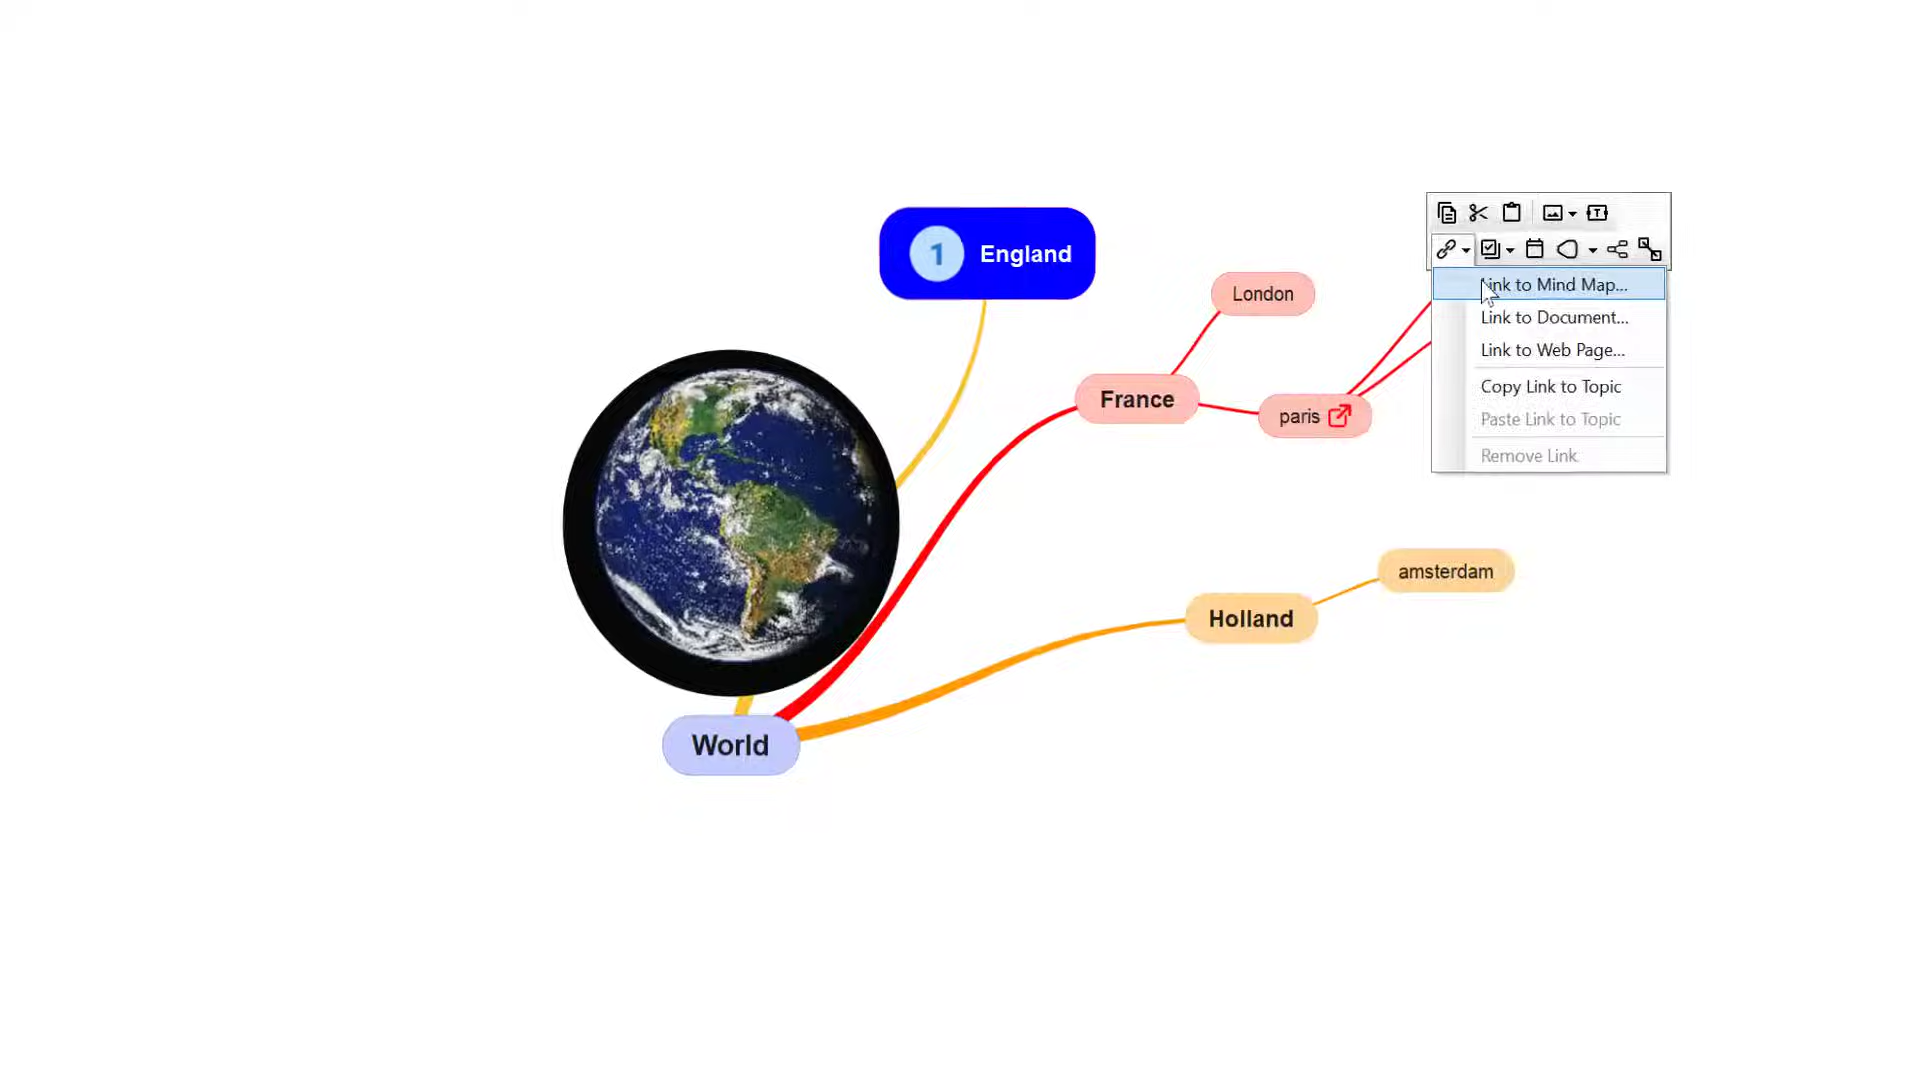 1 England
London
Link to Mind Map...
Link to Document...
Link to Web Page...
France
Copy Link to Topic
paris
Paste Link to Topic
Remove Link
amsterdam
Holland
World